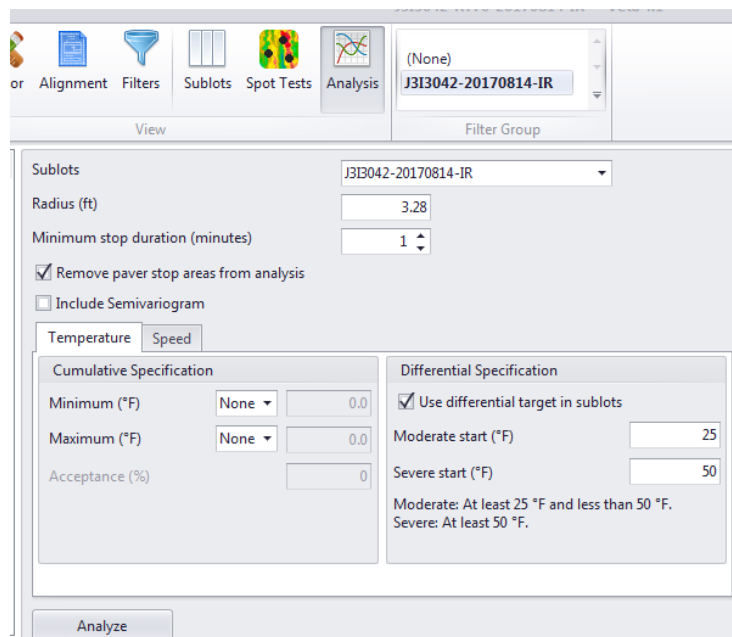 or Alignment Filters Sublots Spot Tests Analysis
(None)
J3I3042-20170814-IR
View
Filter Group
Sublots J3I3042-20170814-IR
Radius (ft) 3.28
Minimum stop duration (minutes) 1
Remove paver stop areas from analysis
Include Semivariogram
Temperature Speed
Cumulative Specification
Minimum (°F) None 0.0
Maximum (°F) None 0.0
Acceptance (%) 0
Differential Specification
Use differential target in sublots
Moderate start (°F) 25
Severe start (°F) 50
Moderate: At least 25 °F and less than 50 °F.
Severe: At least 50 °F.
Analyze